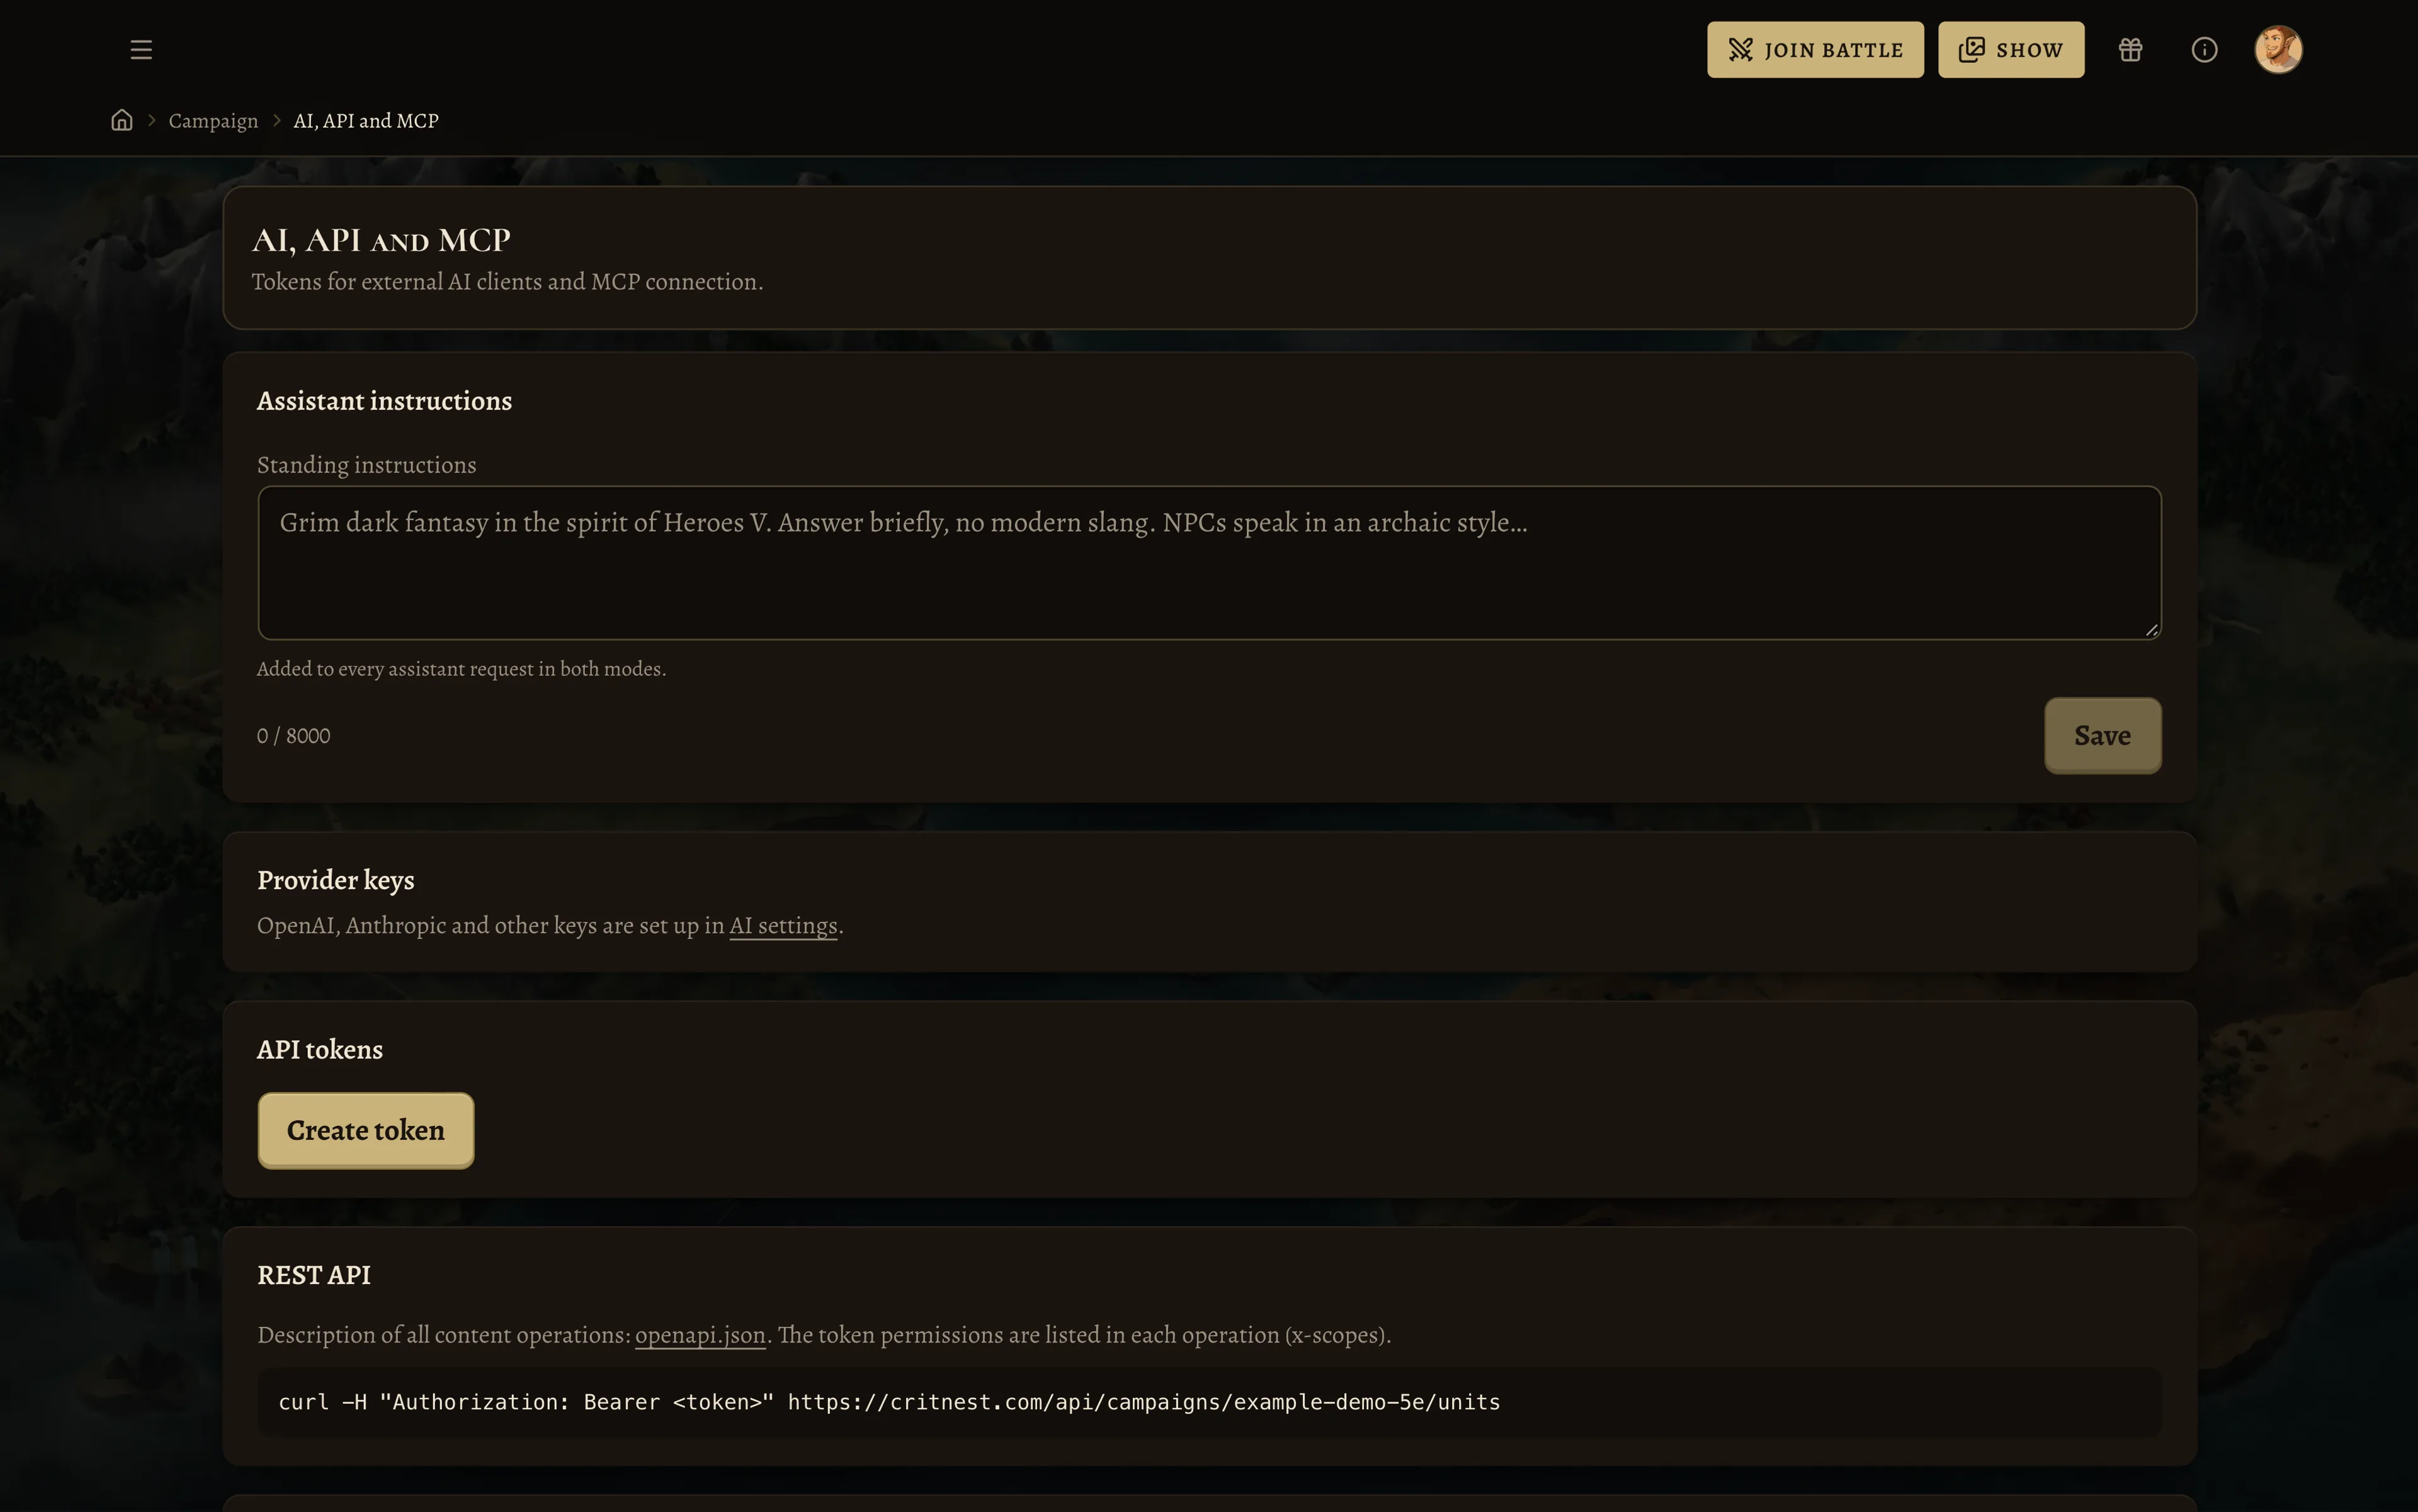 JOIN BATTLE
SHOW
Campaign
AI, API and MCP
AI, API AND MCP
Tokens for external AI clients and MCP connection.
Assistant instructions
Standing instructions
Grim dark fantasy in the spirit of Heroes V. Answer briefly, no modern slang. NPCs speak in an archaic style...
Added to every assistant request in both modes.
0 / 8000
Save
Provider keys
OpenAI, Anthropic and other keys are set up in AI settings.
API tokens
Create token
REST API
Description of all content operations: openapi.json. The token permissions are listed in each operation (x-scopes).
curl -H "Authorization: Bearer <token>" https://critnest.com/api/campaigns/example-demo-5e/units